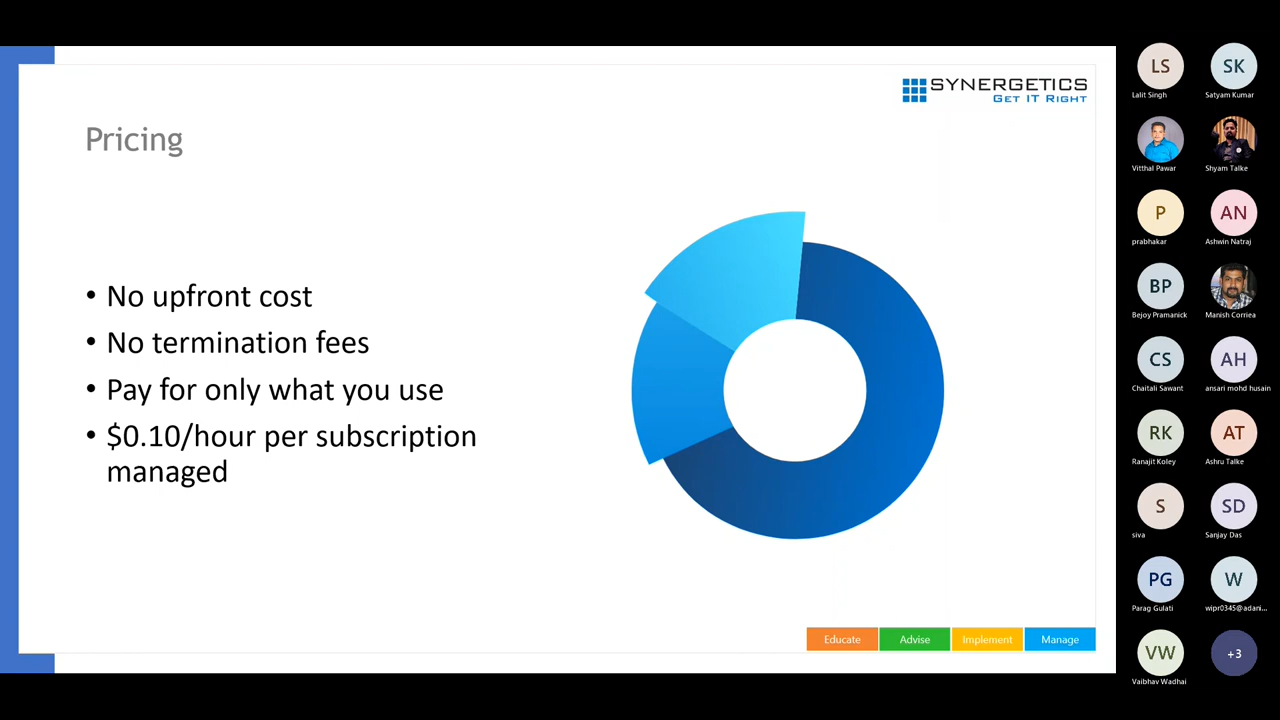 SYNERGETICS
GET IT RIGHT
Pricing
• No upfront cost
• No termination fees
• Pay for only what you use
• $0.10/hour per subscription
managed
Educate
Advise
Implement
Manage
LS
SK
Lalit Singh
Satyam Kumar
Vitthal Pawar
Shyam Talke
P
AN
prabhakar
Ashwin Natraj
BP
Bejoy Pramanick
Manish Corriea
CS
AH
Chaitali Sawant
ansari mohd husain
RK
AT
Ranajit Koley
Ashru Talke
S
SD
siva
Sanjay Das
PG
W
Parag Gulati
wipr0345@adani...
VW
+3
Vaibhav Wadhai